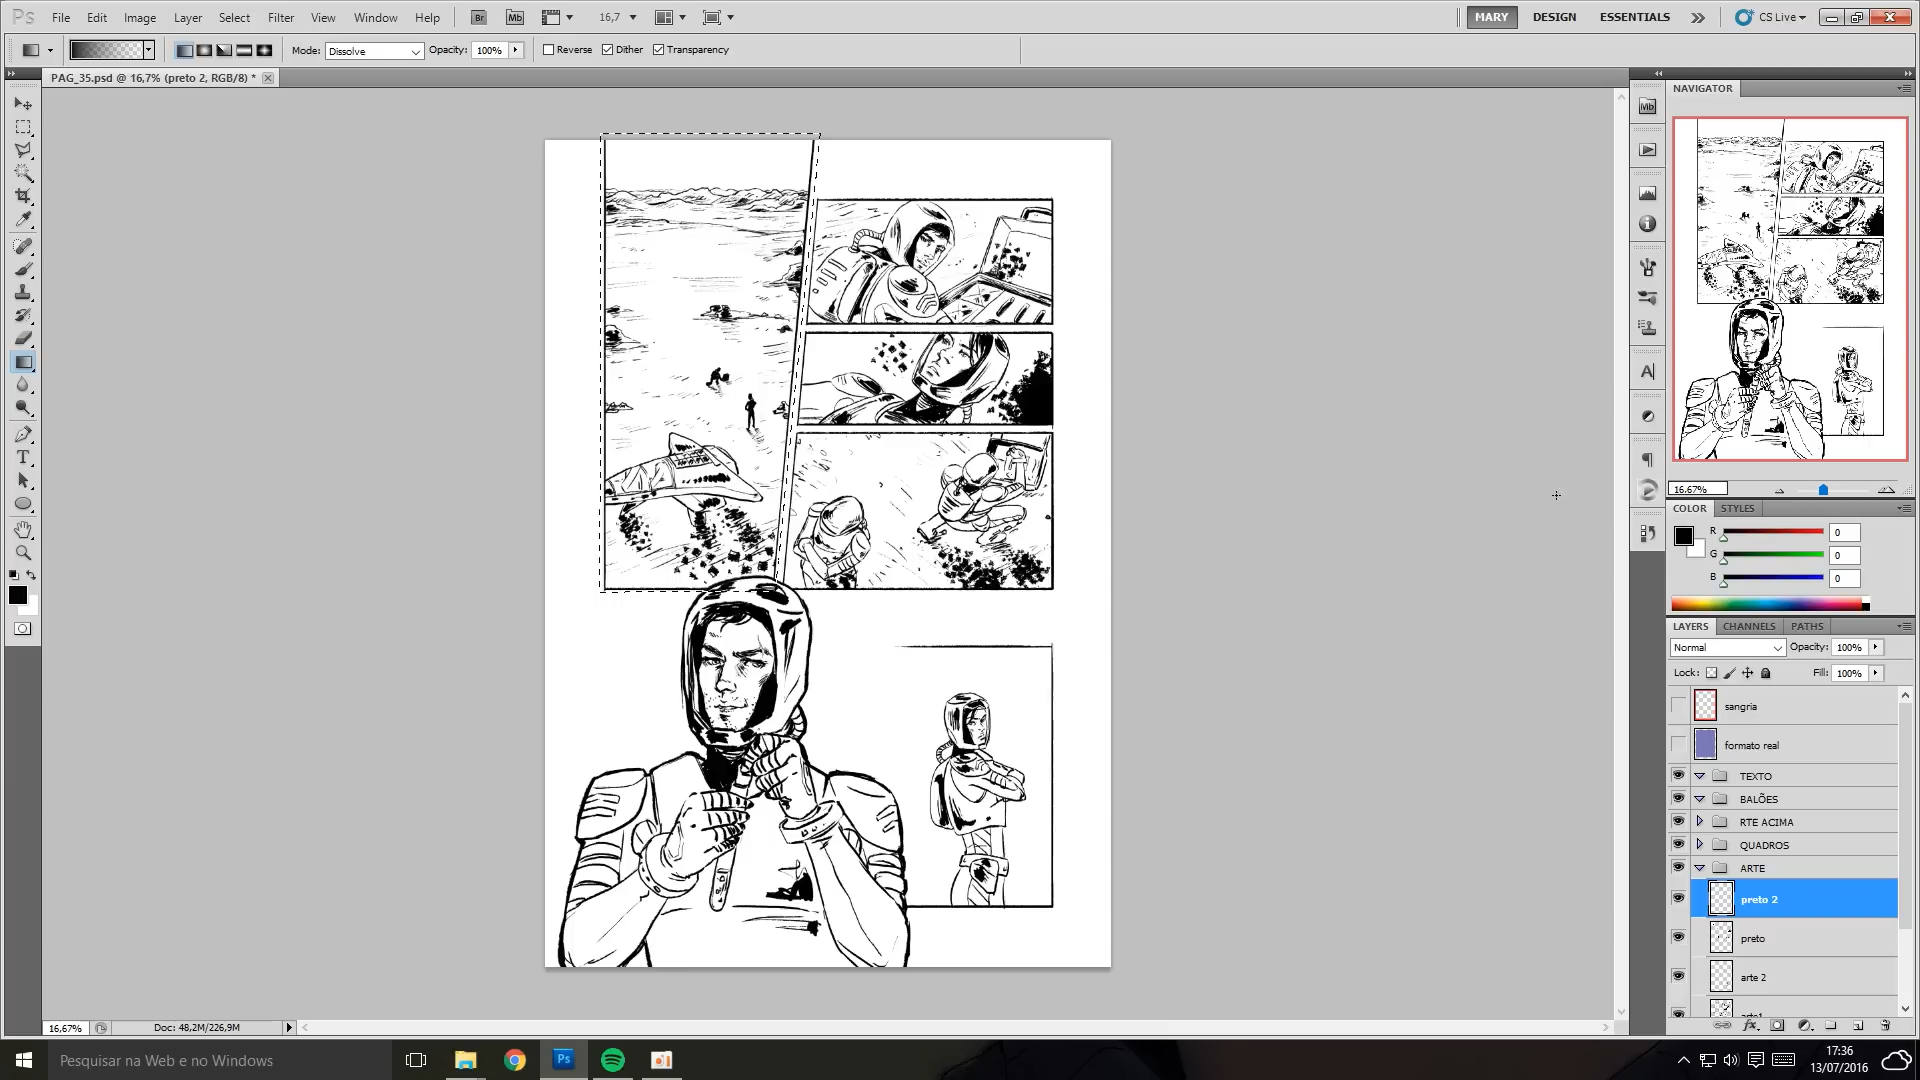 Ps File Edit Image Layer Select Filter View Window Help Br Mb 16,7 MARY DESIGN ESSENTIALS CS Live
Mode: Dissolve Opacity: 100% Reverse Dither Transparency
PAG_35.psd @ 16,7% (preto 2, RGB/8) *
NAVIGATOR
Mb
16.67%
COLOR STYLES
R 0
G 0
B 0
LAYERS CHANNELS PATHS
Normal Opacity: 100%
Lock: Fill: 100%
sangria
formato real
TEXTO
BALÕES
RTE ACIMA
QUADROS
ARTE
preto 2
preto
arte 2
16,67% Doc: 48,2M/226,9M
Pesquisar na Web e no Windows
Ps
17:36
13/07/2016